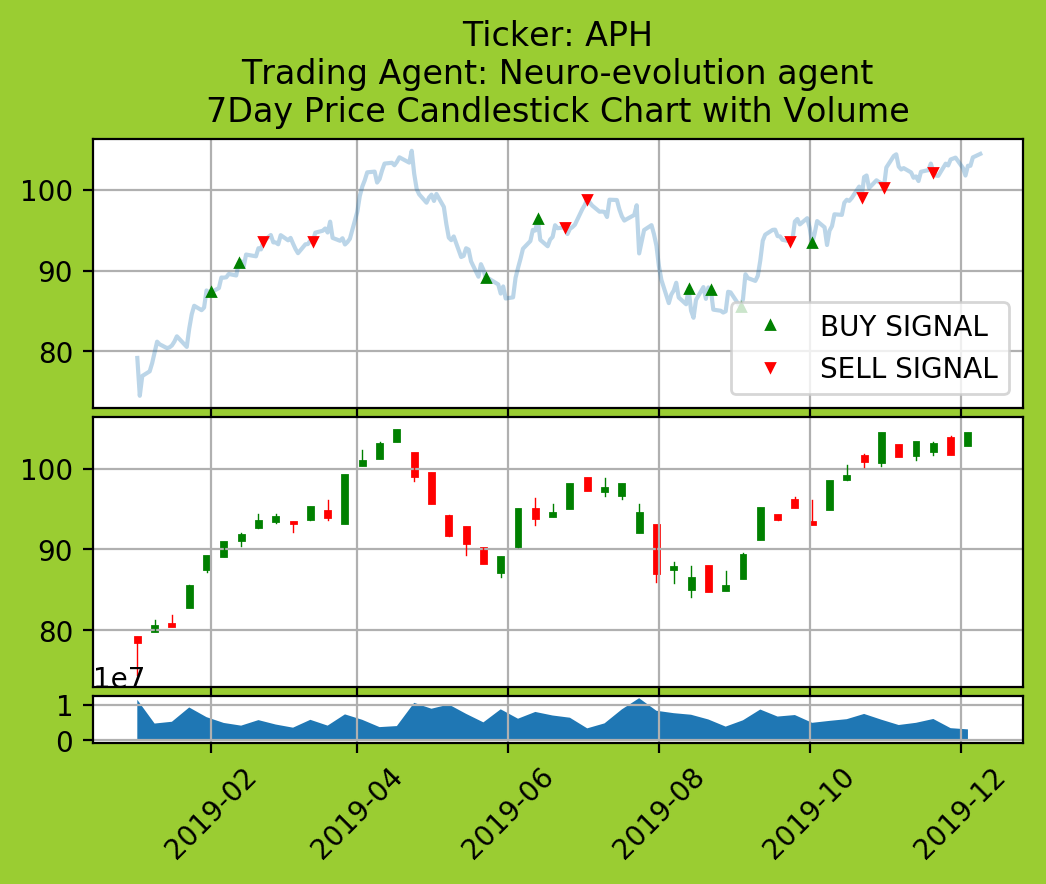 Ticker: APH
Trading Agent: Neuro-evolution agent
7Day Price Candlestick Chart with Volume
100
90
80
BUY SIGNAL
SELL SIGNAL
100
90
80
1e7
1
0
2019-02
2019-04
2019-06
2019-08
2019-10
2019-12